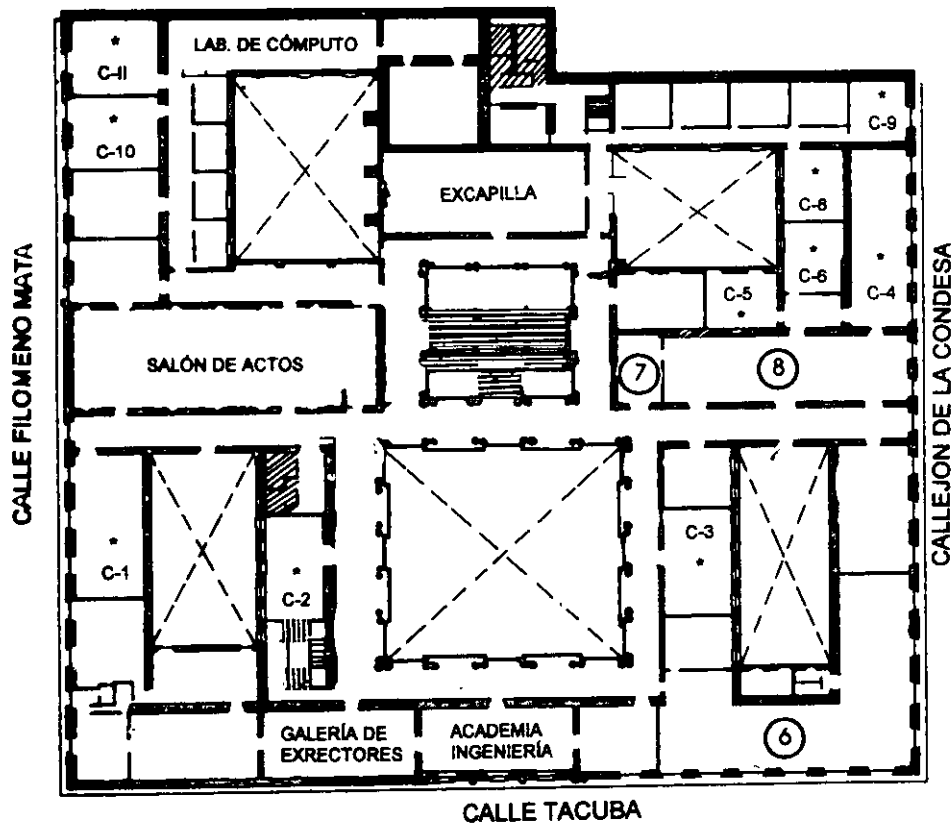 LAB. DE CÓMPUTO
*
C-II
*
C-9
*
C-10
EXCAPILLA
*
C-8
CALLE FILOMENO MATA
CALLEJON DE LA CONDESA
C-6
*
C-5
*
C-4
*
SALÓN DE ACTOS
7
8
C-3
*
*
C-1
*
C-2
GALERÍA DE
EXRECTORES
ACADEMIA
INGENIERÍA
6
CALLE TACUBA